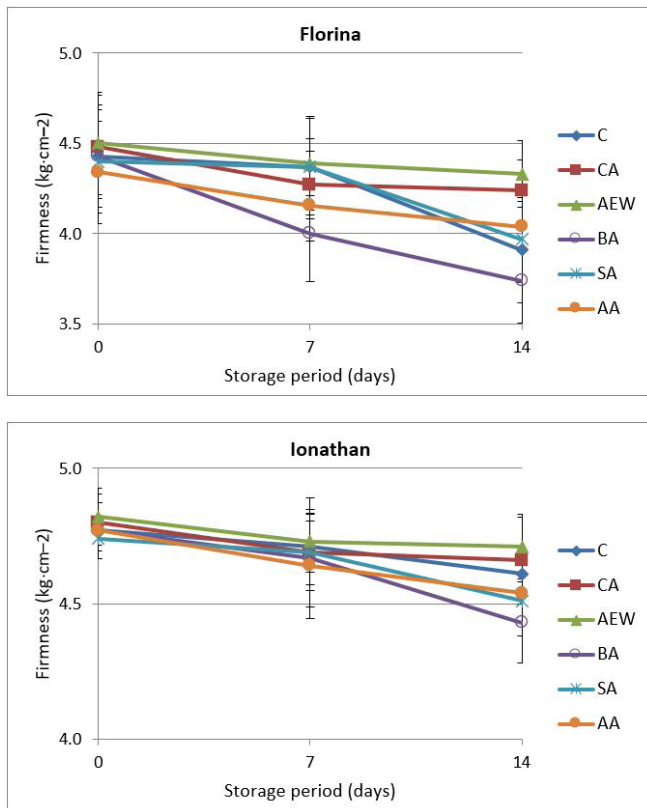 Florina
5.0
4.5
4.0
3.5
Firmness (kg·cm–2)
0
7
14
Storage period (days)
C
CA
AEW
BA
SA
AA
Ionathan
5.0
4.5
4.0
Firmness (kg·cm–2)
0
7
14
Storage period (days)
C
CA
AEW
BA
SA
AA